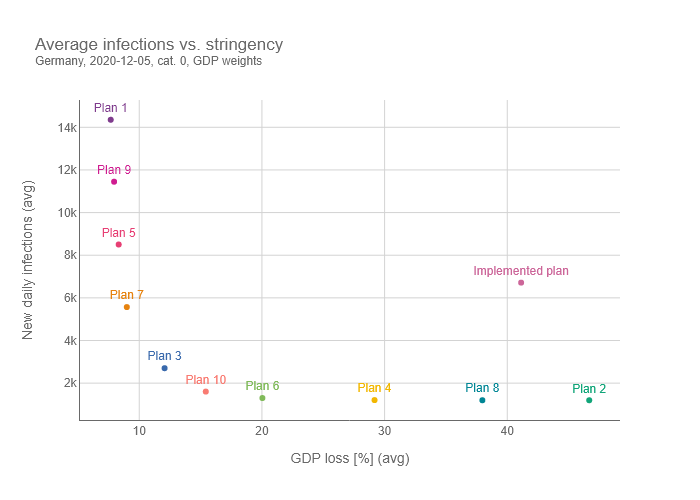 Average infections vs. stringency
Germany, 2020-12-05, cat. 0, GDP weights
Plan 1
14k
12k
Plan 9
10k
Plan 5
8k
Implemented plan
6k
Plan 7
4k
Plan 3
2k
Plan 10
Plan 6
Plan 4
Plan 8
Plan 2
New daily infections (avg)
10
20
30
40
GDP loss [%] (avg)